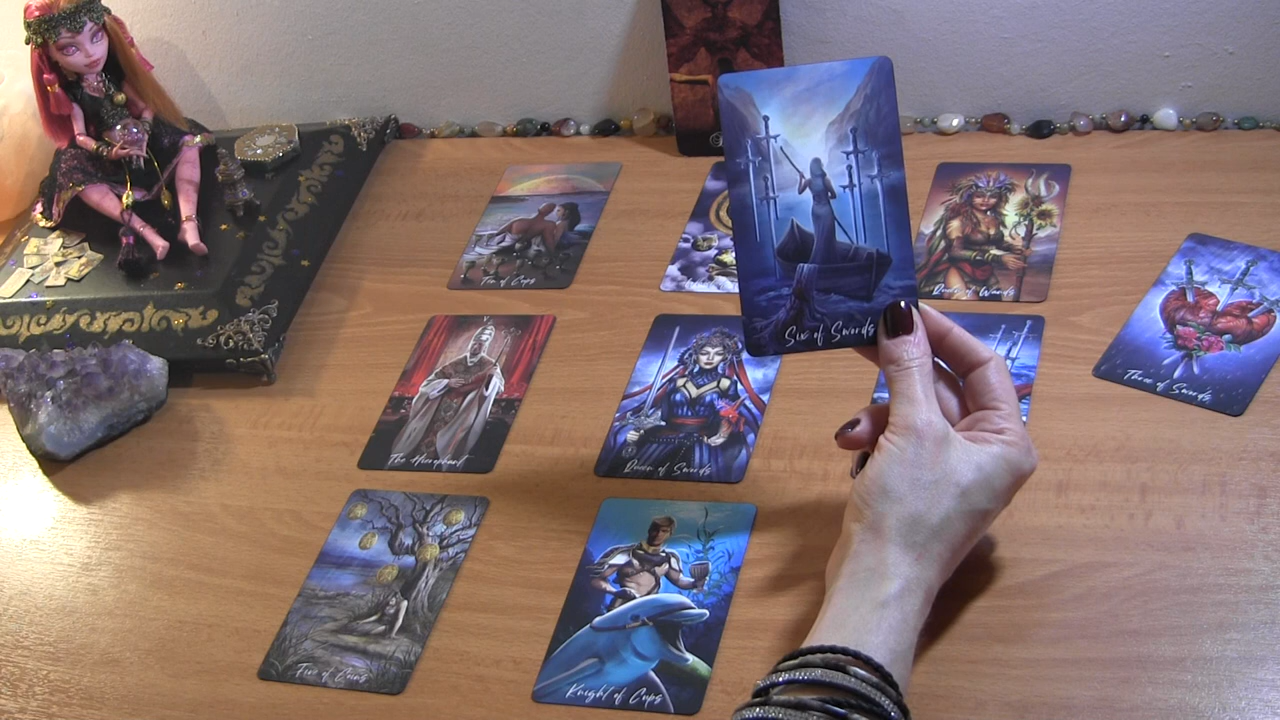 Ten of Cups
Queen of Wands
Six of Swords
Three of Swords
The Hierophant
Queen of Swords
Five of Coins
Knight of Cups